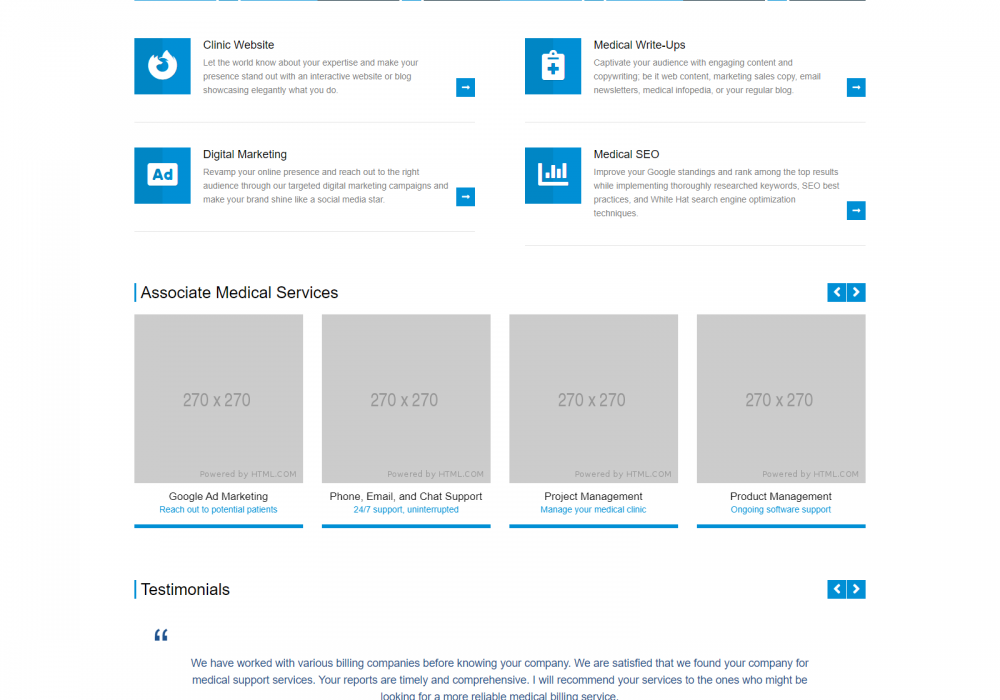 Clinic Website
Let the world know about your expertise and make your
presence stand out with an interactive website or blog
showcasing elegantly what you do.
Medical Write-Ups
Captivate your audience with engaging content and
copywriting; be it web content, marketing sales copy, email
newsletters, medical infopedia, or your regular blog.
Ad
Digital Marketing
Revamp your online presence and reach out to the right
audience through our targeted digital marketing campaigns and
make your brand shine like a social media star.
Medical SEO
Improve your Google standings and rank among the top results
while implementing thoroughly researched keywords, SEO best
practices, and White Hat search engine optimization
techniques.
Associate Medical Services
270 x 270
Powered by HTML.COM
Google Ad Marketing
Reach out to potential patients
270 x 270
Powered by HTML.COM
Phone, Email, and Chat Support
24/7 support, uninterrupted
270 x 270
Powered by HTML.COM
Project Management
Manage your medical clinic
270 x 270
Powered by HTML.COM
Product Management
Ongoing software support
Testimonials
“
We have worked with various billing companies before knowing your company. We are satisfied that we found your company for
medical support services. Your reports are timely and comprehensive. I will recommend your services to the ones who might be
looking for a more reliable medical billing service.